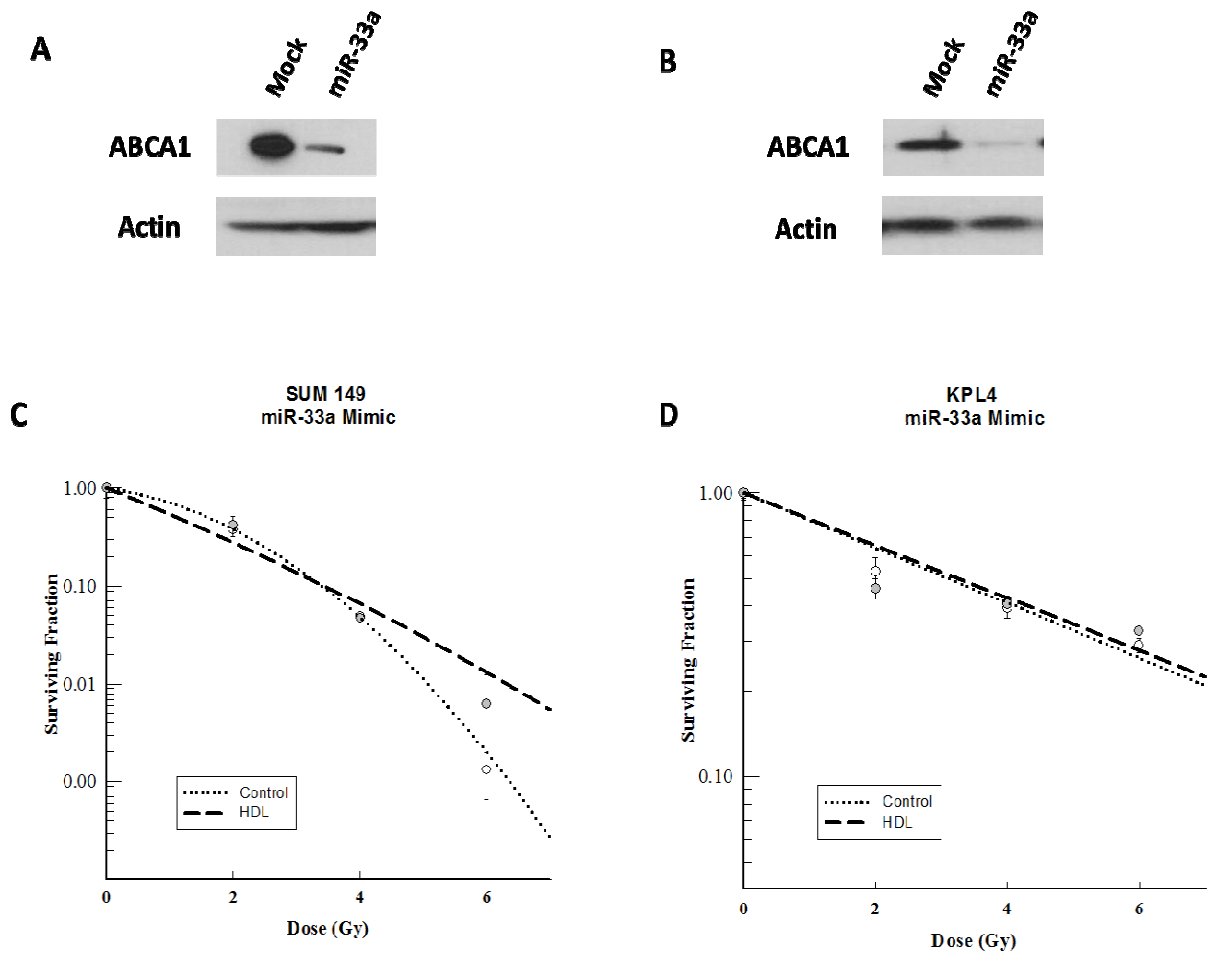 A
Mock
miR-33a
ABCA1
Actin
B
Mock
miR-33a
ABCA1
Actin
C
SUM 149
miR-33a Mimic
Surviving Fraction
1.00
0.10
0.01
0.00
Control
HDL
0 2 4 6
Dose (Gy)
D
KPL4
miR-33a Mimic
Surviving Fraction
1.00
0.10
Control
HDL
0 2 4 6
Dose (Gy)